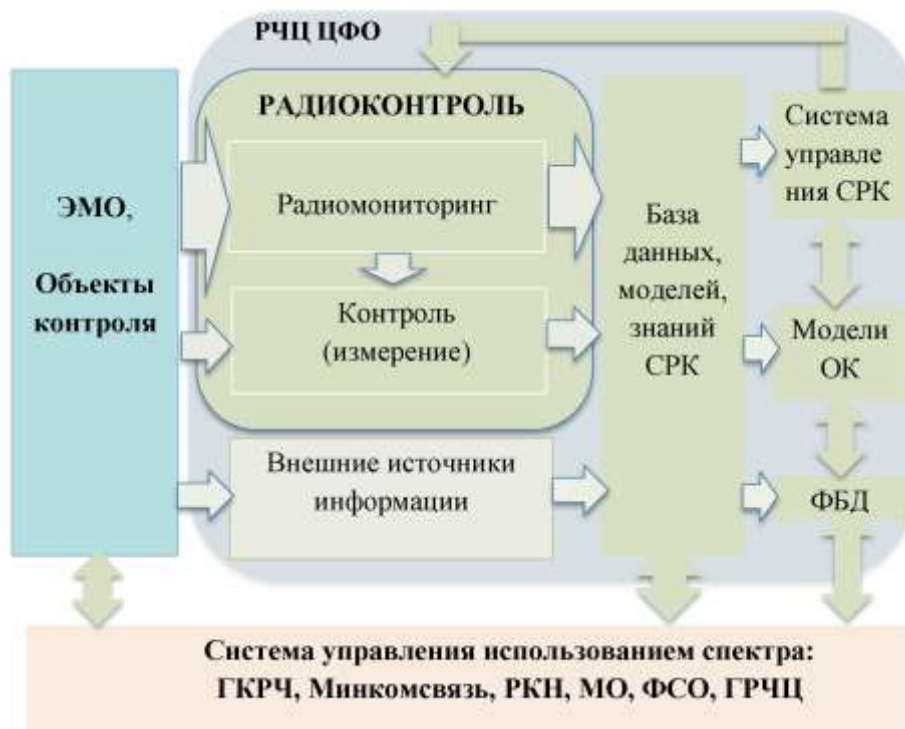 РЧЦ ЦФО
ЭМО,
Объекты
контроля
РАДИОКОНТРОЛЬ
Радиомониторинг
Контроль
(измерение)
Внешние источники
информации
База
данных,
моделей,
знаний
СРК
Система
управле
ния СРК
Модели
ОК
ФБД
Система управления использованием спектра:
ГКРЧ, Минкомсвязь, РКН, МО, ФСО, ГРЧЦ